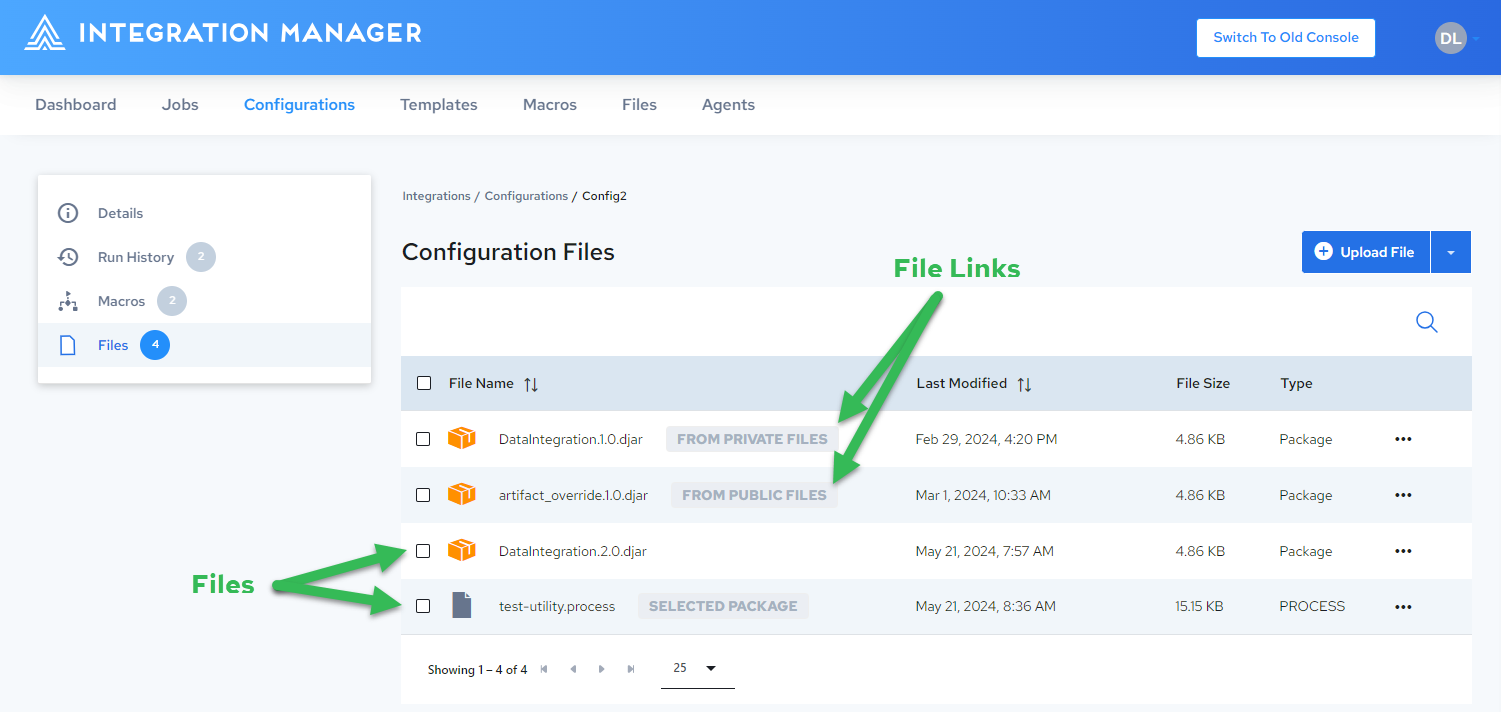 INTEGRATION MANAGER
Switch To Old Console
DL
Dashboard Jobs Configurations Templates Macros Files Agents
Details
Run History 2
Macros 2
Files 4
Integrations / Configurations / Config2
Configuration Files
Upload File
File Links
File Name Last Modified File Size Type
DataIntegration.1.0.djar FROM PRIVATE FILES Feb 29, 2024, 4:20 PM 4.86 KB Package
artifact_override.1.0.djar FROM PUBLIC FILES Mar 1, 2024, 10:33 AM 4.86 KB Package
DataIntegration.2.0.djar May 21, 2024, 7:57 AM 4.86 KB Package
Files
test-utility.process SELECTED PACKAGE May 21, 2024, 8:36 AM 15.15 KB PROCESS
Showing 1 – 4 of 4 25